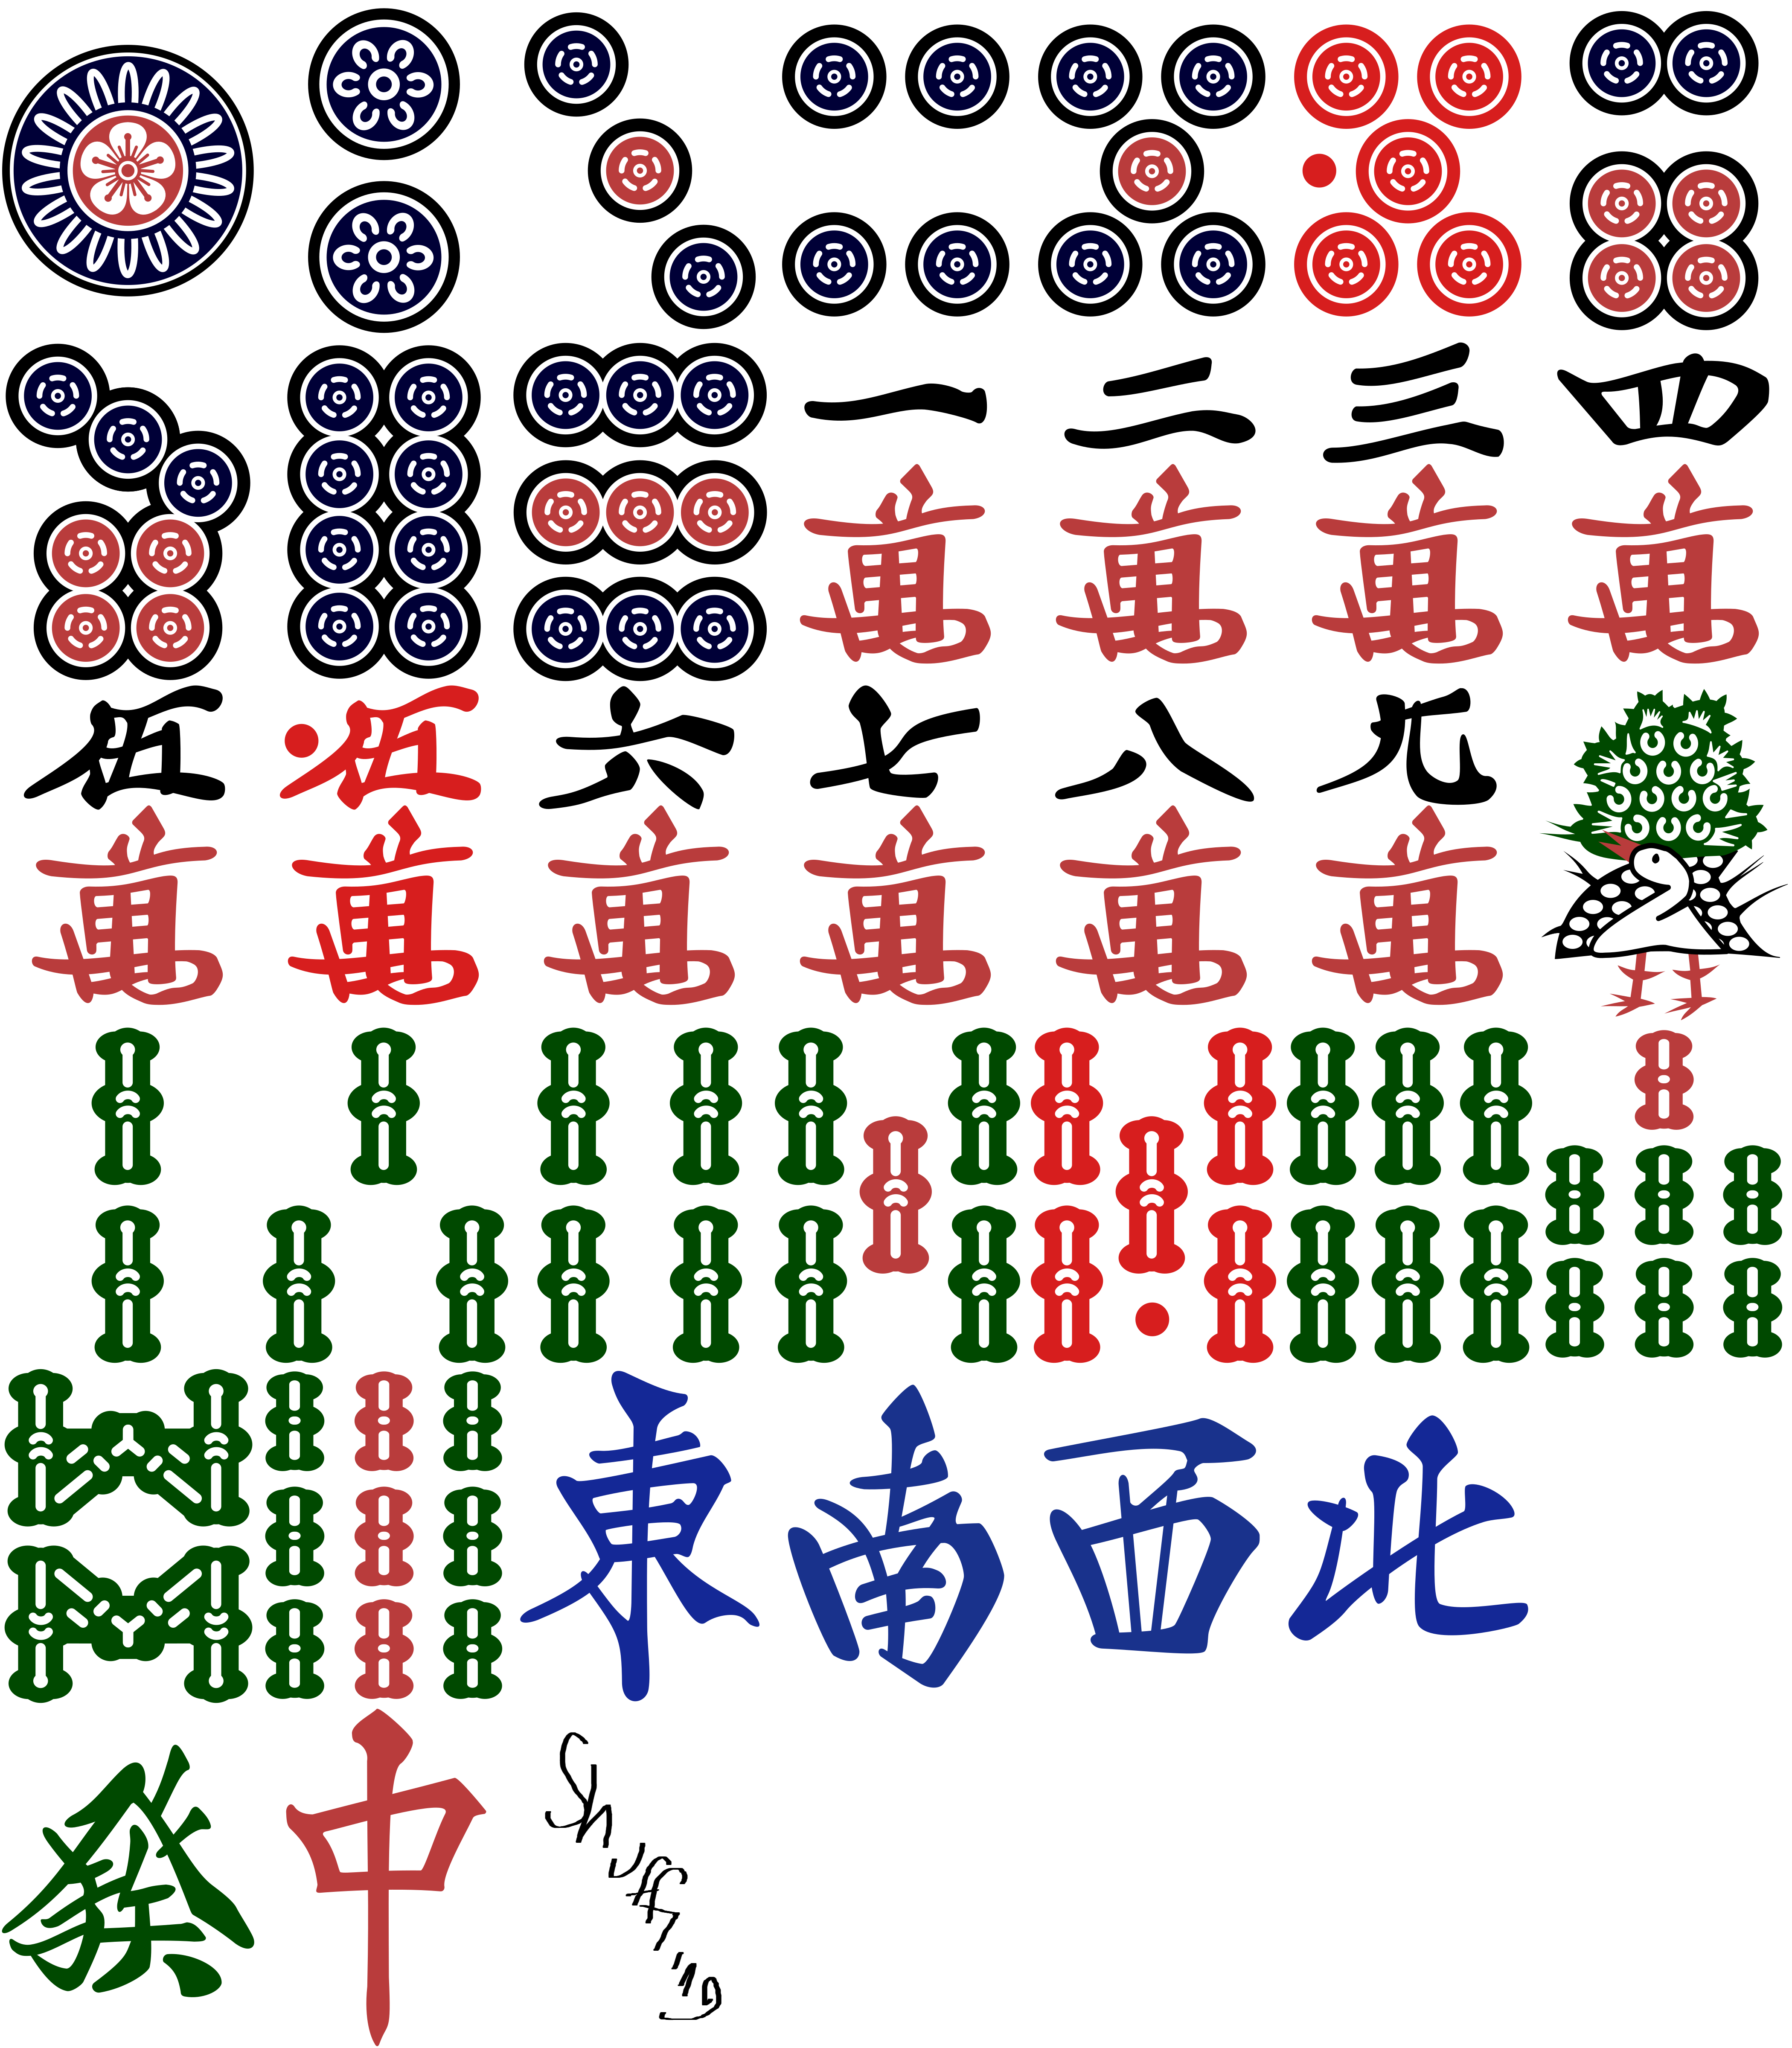 一 二 三 四
萬 萬 萬 萬
伍 伍 六 七 八 九
萬 萬 萬 萬 萬 萬
東 南 西 北
發 中 Shuffling